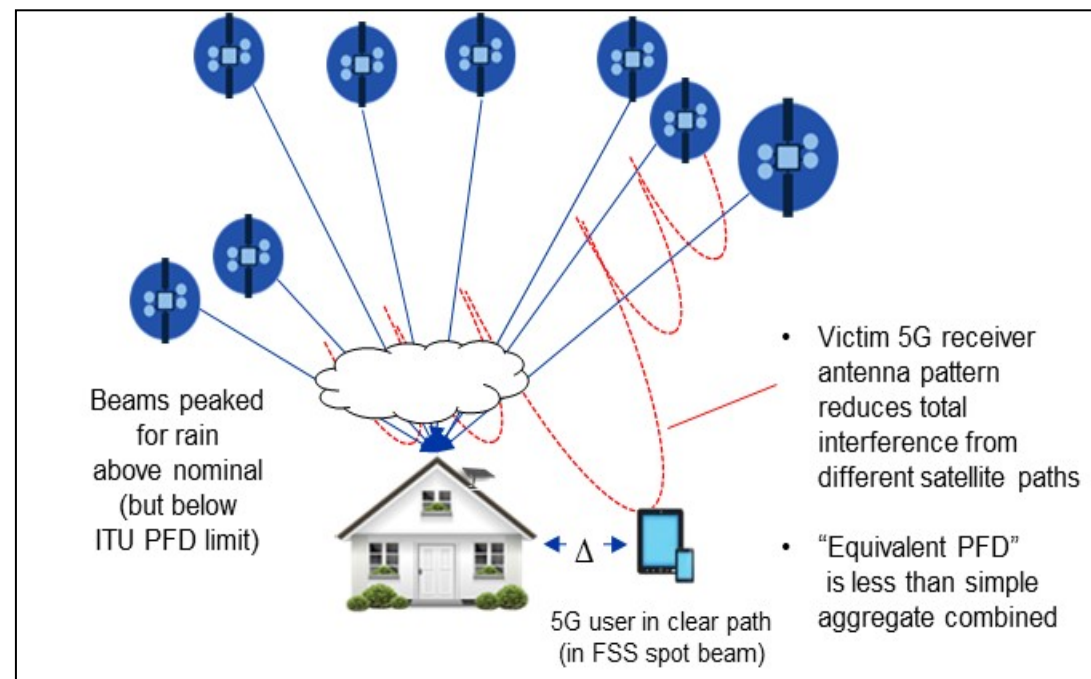 Beams peaked
for rain
above nominal
(but below
ITU PFD limit)
Δ
5G user in clear path
(in FSS spot beam)
• Victim 5G receiver
antenna pattern
reduces total
interference from
different satellite paths
• “Equivalent PFD”
is less than simple
aggregate combined